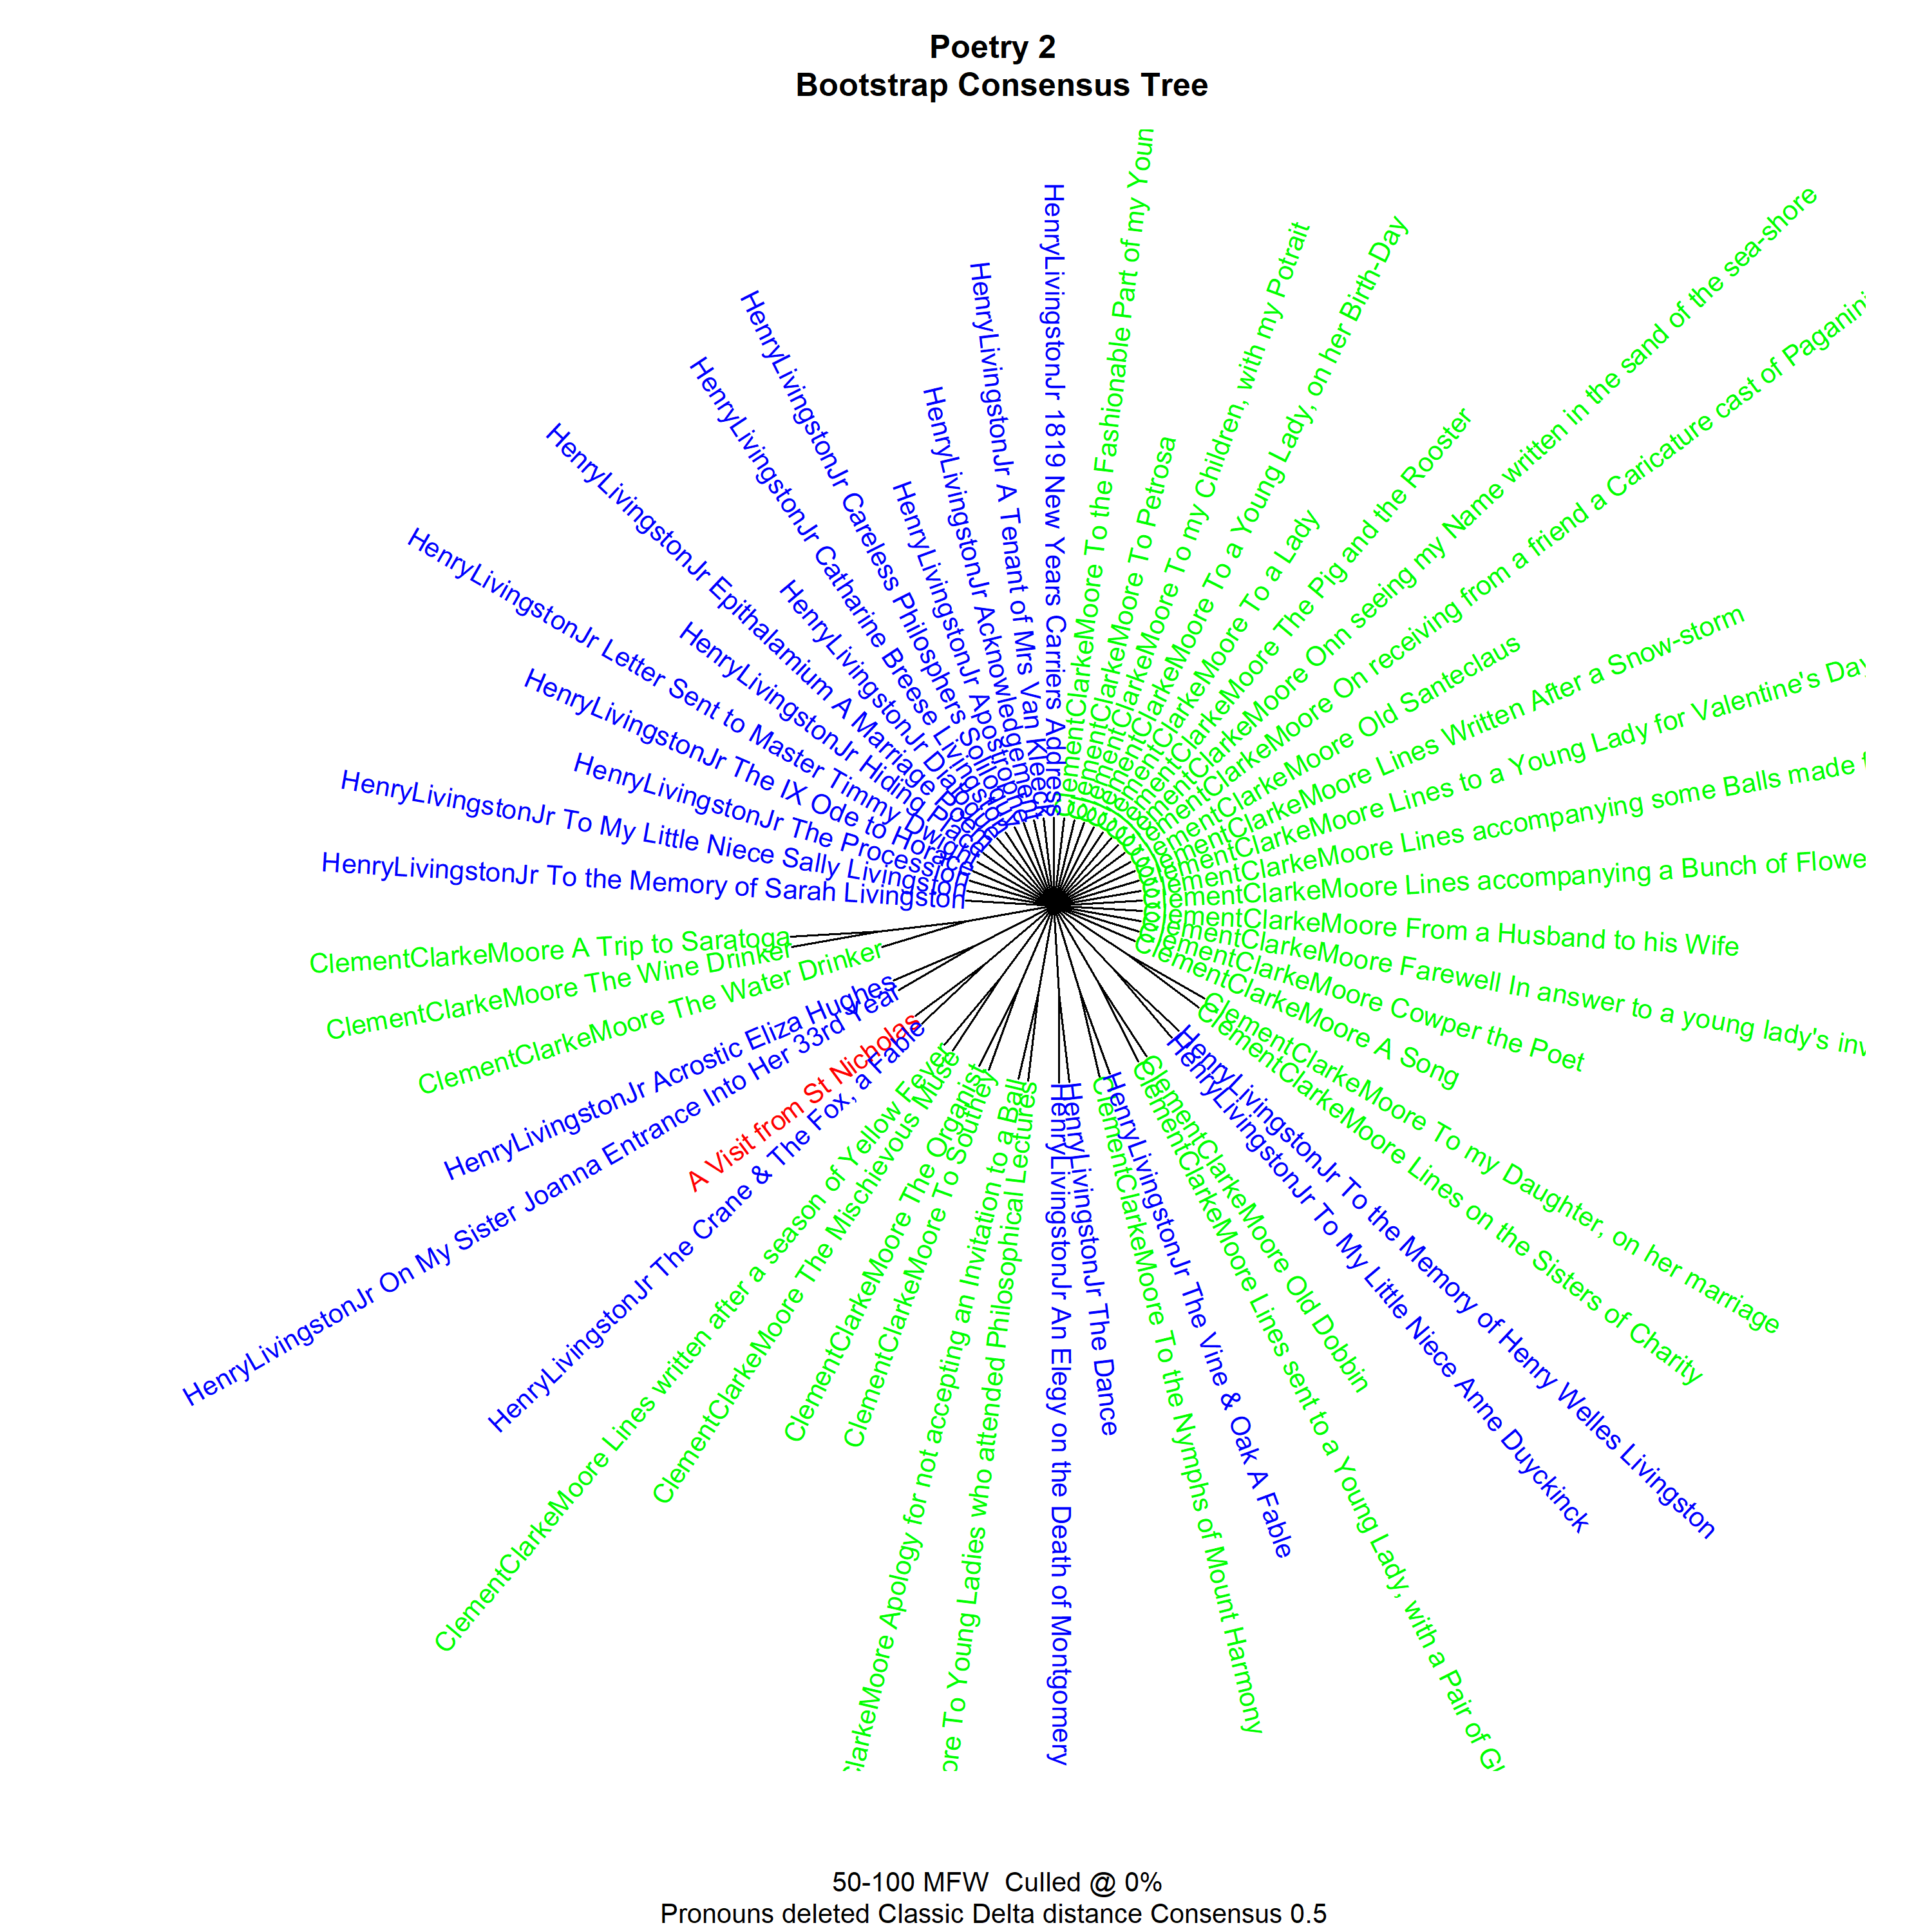 Poetry 2
Bootstrap Consensus Tree
HenryLivingstonJr 1819 New Years Carriers Address
ClementClarkeMoore To the Fashionable Part of my Youn
ClementClarkeMoore To Petrosa
ClementClarkeMoore To my Children, with my Potrait
ClementClarkeMoore To a Young Lady, on her Birth-Day
ClementClarkeMoore To a Lady
ClementClarkeMoore The Pig and the Rooster
ClementClarkeMoore Onn seeing my Name written in the sand of the sea-shore
ClementClarkeMoore On receiving from a friend a Caricature cast of Paganini
ClementClarkeMoore Old Santeclaus
ClementClarkeMoore Lines Written After a Snow-storm
ClementClarkeMoore Lines to a Young Lady for Valentine's Day
ClementClarkeMoore Lines accompanying some Balls made
ClementClarkeMoore Lines accompanying a Bunch of Flowe
ClementClarkeMoore From a Husband to his Wife
ClementClarkeMoore Farewell In answer to a young lady's inv
ClementClarkeMoore Cowper the Poet
ClementClarkeMoore A Song
ClementClarkeMoore To my Daughter, on her marriage
ClementClarkeMoore Lines on the Sisters of Charity
HenryLivingstonJr To the Memory of Henry Welles Livingston
HenryLivingstonJr To My Little Niece Anne Duyckinck
ClementClarkeMoore Old Dobbin
ClementClarkeMoore Lines sent to a Young Lady, with a Pair of Gl
HenryLivingstonJr The Vine & Oak A Fable
ClementClarkeMoore To the Nymphs of Mount Harmony
HenryLivingstonJr The Dance
HenryLivingstonJr An Elegy on the Death of Montgomery
re To Young Ladies who attended Philosophical Lectures
ClarkeMoore Apology for not accepting an Invitation to a Ball
ClementClarkeMoore To Southey
ClementClarkeMoore The Organist
ClementClarkeMoore The Mischievous Muse
ClementClarkeMoore Lines written after a season of Yellow Fever
HenryLivingstonJr The Crane & The Fox, a Fable
A Visit from St Nicholas
HenryLivingstonJr On My Sister Joanna Entrance Into Her 33rd Year
HenryLivingstonJr Acrostic Eliza Hughes
ClementClarkeMoore The Water Drinker
ClementClarkeMoore The Wine Drinker
ClementClarkeMoore A Trip to Saratoga
HenryLivingstonJr To the Memory of Sarah Livingston
HenryLivingstonJr To My Little Niece Sally Livingston
HenryLivingstonJr The Procession
HenryLivingstonJr The IX Ode to Horace
HenryLivingstonJr Letter Sent to Master Timmy Dwight
HenryLivingstonJr Hiding Place
HenryLivingstonJr Epithalamium A Marriage Poem
HenryLivingstonJr Dialogue
HenryLivingstonJr Catharine Breese Livingston
HenryLivingstonJr Careless Philosphers Soliloquy
HenryLivingstonJr Apostrophe
HenryLivingstonJr Acknowledgement
HenryLivingstonJr A Tenant of Mrs Van Kleeck
50-100 MFW Culled @ 0%
Pronouns deleted Classic Delta distance Consensus 0.5